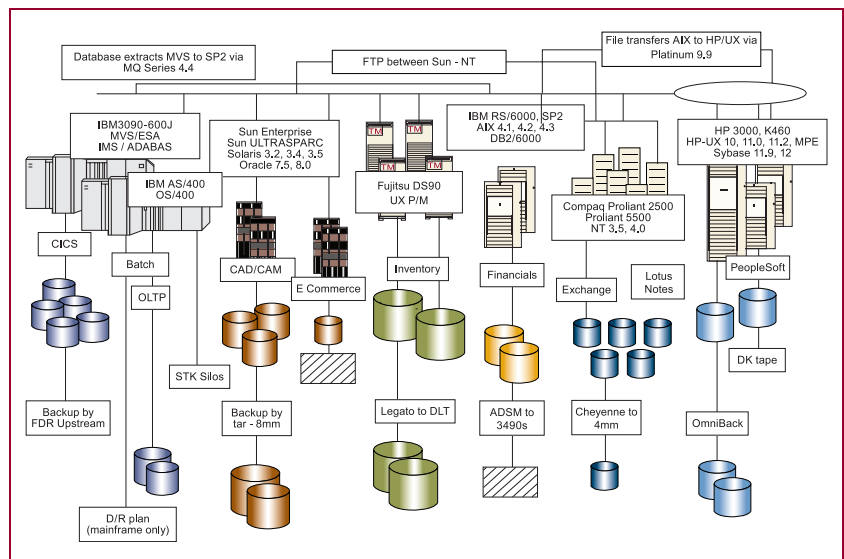 Database extracts MVS to SP2 via
MQ Series 4.4
FTP between Sun - NT
File transfers AIX to HP/UX via
Platinum 9.9
IBM3090-600J
MVS/ESA
IMS / ADABAS
Sun Enterprise
Sun ULTRASPARC
Solaris 3.2, 3.4, 3.5
Oracle 7.5, 8.0
TM
TM
TM
TM
IBM RS/6000, SP2
AIX 4.1, 4.2, 4.3
DB2/6000
HP 3000, K460
HP-UX 10, 11.0, 11.2, MPE
Sybase 11.9, 12
IBM AS/400
OS/400
Fujitsu DS90
UX P/M
Compaq Proliant 2500
Proliant 5500
NT 3.5, 4.0
CICS
Batch
OLTP
CAD/CAM
E Commerce
Inventory
Financials
Exchange
Lotus
Notes
PeopleSoft
STK Silos
DK tape
Backup by
FDR Upstream
Backup by
tar - 8mm
Legato to DLT
ADSM to
3490s
Cheyenne to
4mm
OmniBack
D/R plan
(mainframe only)